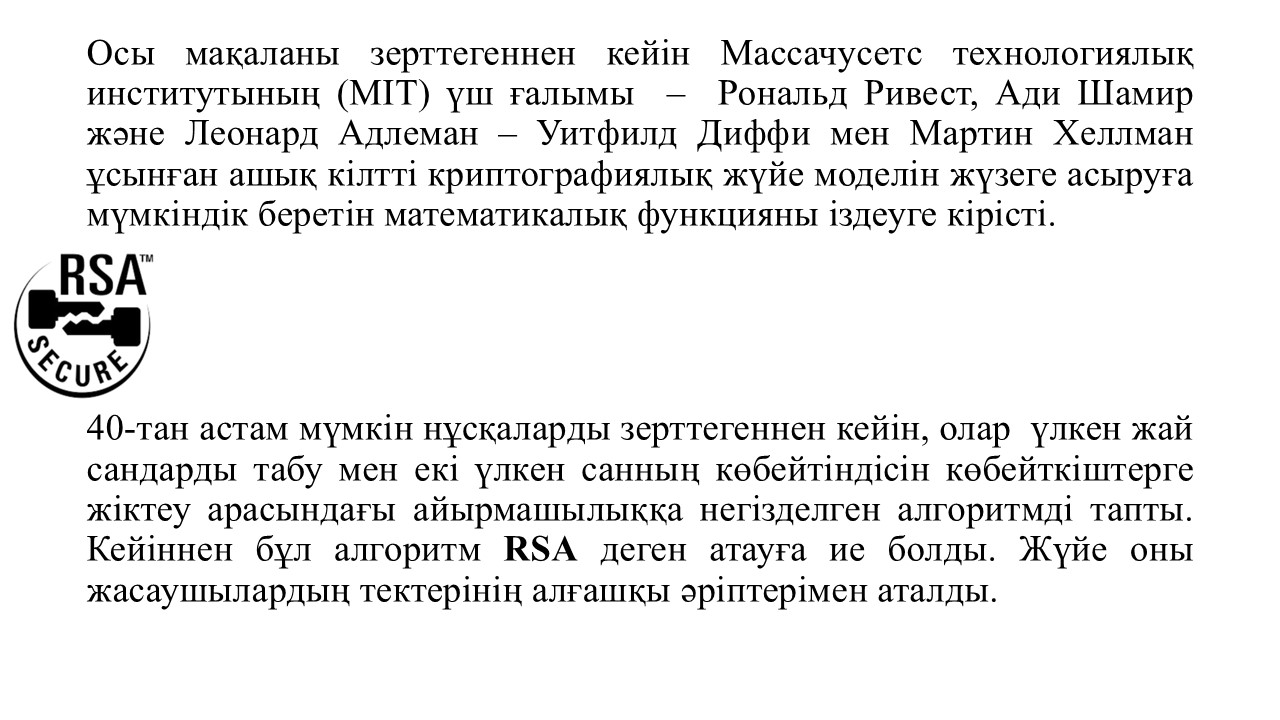 Осы мақаланы зерттегеннен кейін Массачусетс технологиялық
институтының (MIT) үш ғалымы – Рональд Ривест, Ади Шамир
және Леонард Адлеман – Уитфилд Диффи мен Мартин Хеллман
ұсынған ашық кілтті криптографиялық жүйе моделін жүзеге асыруға
мүмкіндік беретін математикалық функцияны іздеуге кірісті.
RSA™
SECURE
40-тан астам мүмкін нұсқаларды зерттегеннен кейін, олар үлкен жай
сандарды табу мен екі үлкен санның көбейтіндісін көбейткіштерге
жіктеу арасындағы айырмашылыққа негізделген алгоритмді тапты.
Кейіннен бұл алгоритм RSA деген атауға ие болды. Жүйе оны
жасаушылардың тектерінің алғашқы әріптерімен аталды.